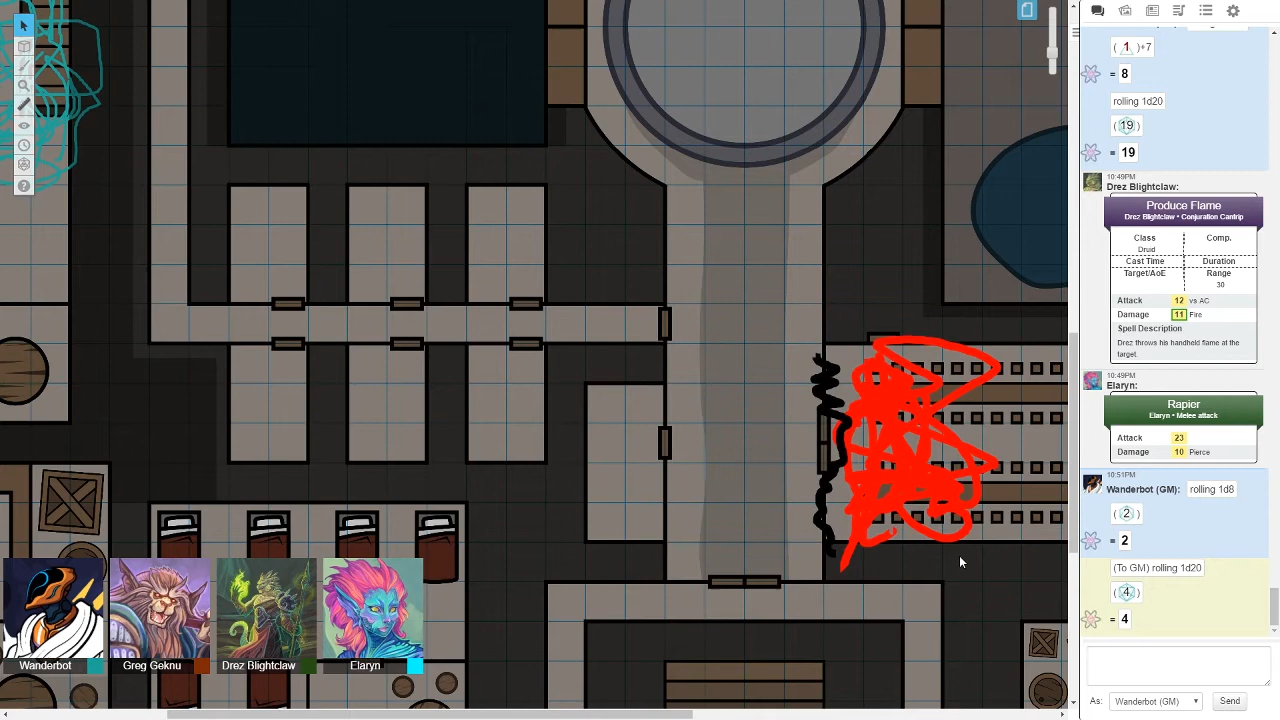 ( 1 )+7
= 8
rolling 1d20
( 19 )
= 19
10:49PM
Drez Blightclaw:
Produce Flame
Drez Blightclaw • Conjuration Cantrip
Class Comp.
Druid
Cast Time Duration
Target/AoE Range
30
Attack 12 vs AC
Damage 11 Fire
Spell Description
Drez throws his handheld flame at the
target.
10:49PM
Elaryn:
Rapier
Elaryn • Melee attack
Attack 23
Damage 10 Pierce
10:51PM
Wanderbot (GM): rolling 1d8
( 2 )
= 2
(To GM) rolling 1d20
( 4 )
= 4
As: Wanderbot (GM) Send
Wanderbot Greg Geknu Drez Blightclaw Elaryn